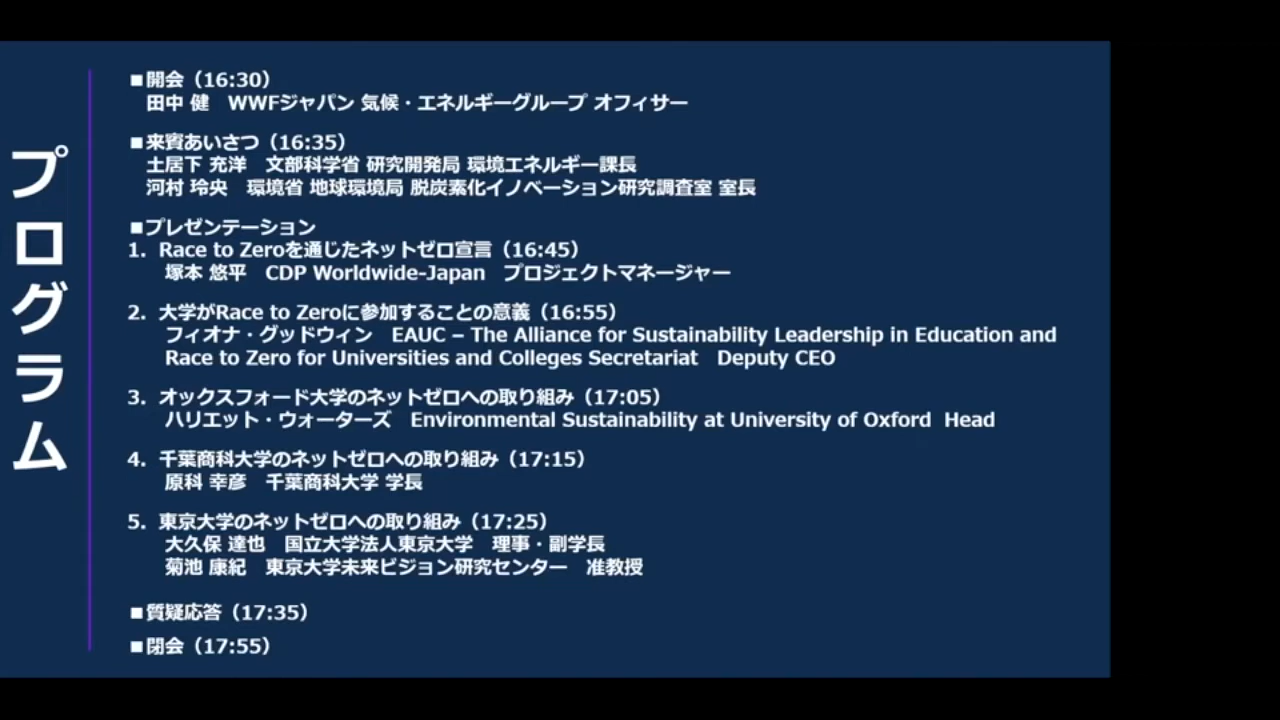 プログラム
■開会（16:30）
田中 健　WWFジャパン 気候・エネルギーグループ オフィサー
■来賓あいさつ（16:35）
土居下 充洋　文部科学省 研究開発局 環境エネルギー課長
河村 玲央　環境省 地球環境局 脱炭素化イノベーション研究調査室 室長
■プレゼンテーション
1. Race to Zeroを通じたネットゼロ宣言（16:45）
塚本 悠平　CDP Worldwide-Japan　プロジェクトマネージャー
2. 大学がRace to Zeroに参加することの意義（16:55）
フィオナ・グッドウィン　EAUC – The Alliance for Sustainability Leadership in Education and
Race to Zero for Universities and Colleges Secretariat　Deputy CEO
3. オックスフォード大学のネットゼロへの取り組み（17:05）
ハリエット・ウォーターズ　Environmental Sustainability at University of Oxford Head
4. 千葉商科大学のネットゼロへの取り組み（17:15）
原科 幸彦　千葉商科大学 学長
5. 東京大学のネットゼロへの取り組み（17:25）
大久保 達也　国立大学法人東京大学　理事・副学長
菊池 康紀　東京大学未来ビジョン研究センター　准教授
■質疑応答（17:35）
■閉会（17:55）